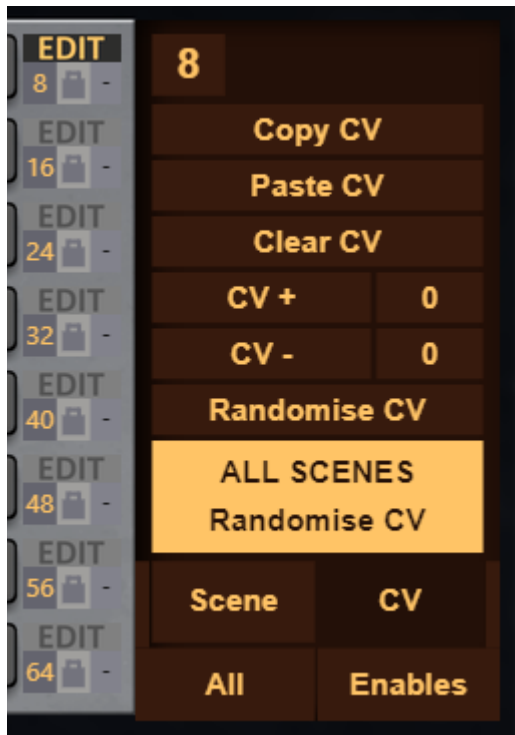 EDIT
8 -
EDIT
16 -
EDIT
24 -
EDIT
32 -
EDIT
40 -
EDIT
48 -
EDIT
56 -
EDIT
64 -
8
Copy CV
Paste CV
Clear CV
CV + 0
CV - 0
Randomise CV
ALL SCENES
Randomise CV
Scene CV
All Enables